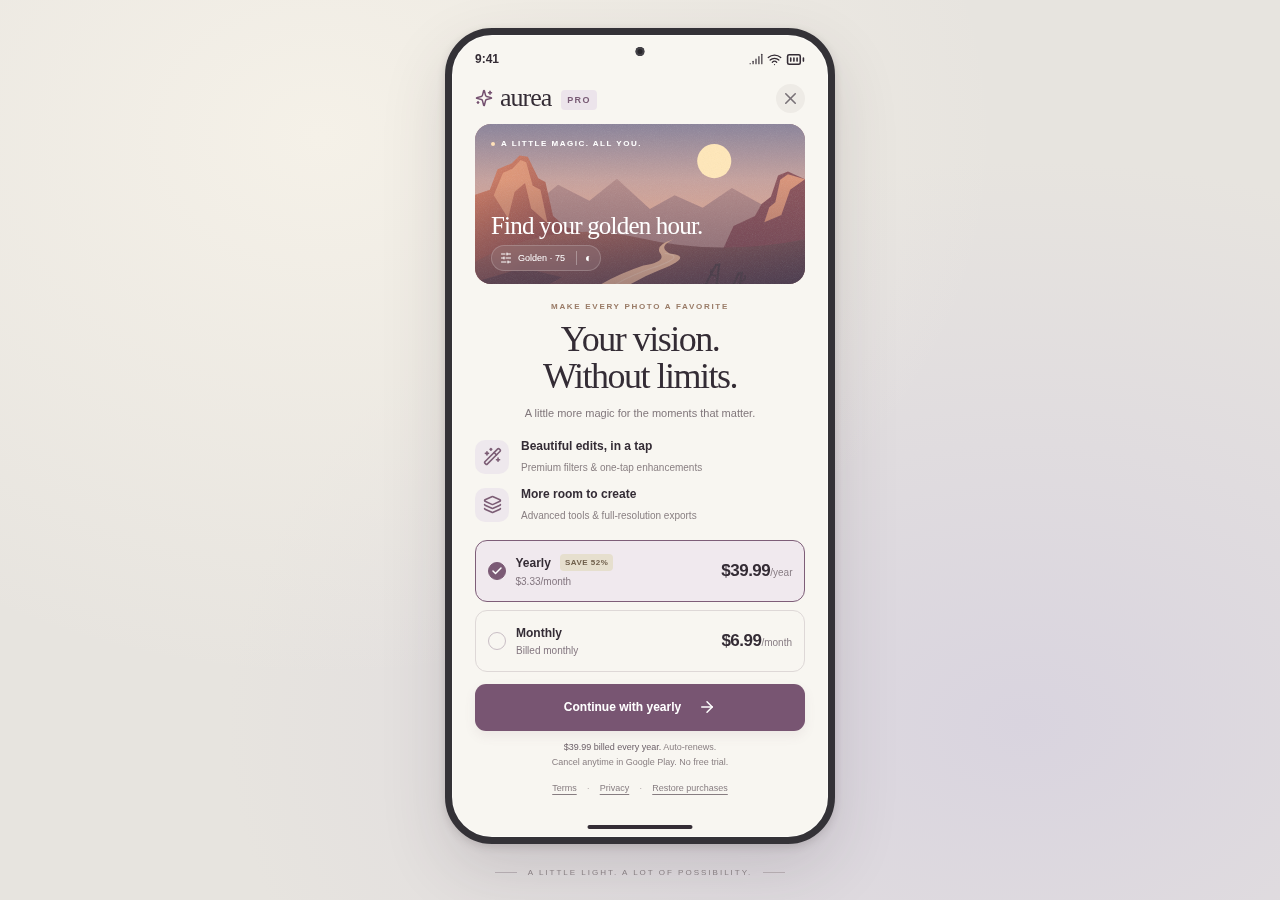 9:41
aurea PRO
A LITTLE MAGIC. ALL YOU.
Find your golden hour.
Golden · 75
MAKE EVERY PHOTO A FAVORITE
Your vision.
Without limits.
A little more magic for the moments that matter.
Beautiful edits, in a tap
Premium filters & one-tap enhancements
More room to create
Advanced tools & full-resolution exports
Yearly SAVE 52%
$3.33/month
$39.99/year
Monthly
Billed monthly
$6.99/month
Continue with yearly
$39.99 billed every year. Auto-renews.
Cancel anytime in Google Play. No free trial.
Terms · Privacy · Restore purchases
A LITTLE LIGHT. A LOT OF POSSIBILITY.